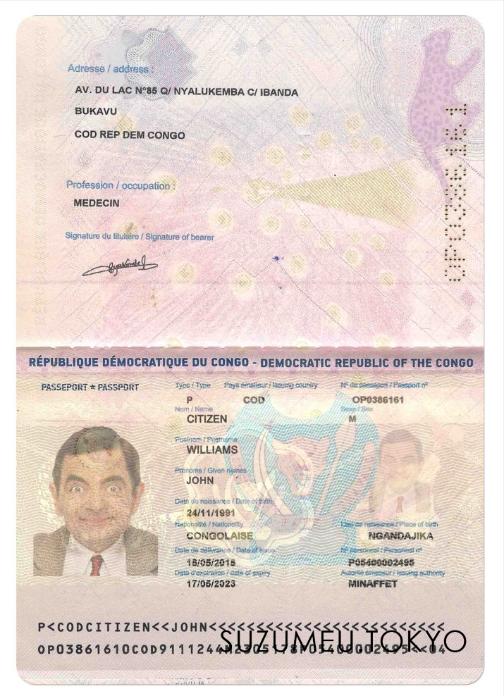 Adresse / address :
AV. DU LAC N°85 Q/ NYALUKEMBA C/ IBANDA
BUKAVU
COD REP DEM CONGO
OP0386161
Profession / occupation :
MEDECIN
Signature du titulaire / Signature of bearer
RÉPUBLIQUE DÉMOCRATIQUE DU CONGO - DEMOCRATIC REPUBLIC OF THE CONGO
PASSEPORT * PASSPORT
Type / Type Pays émetteur / Issuing country N° de passeport / Passport n°
P COD OP0386161
Nom / Name Sexe / Sex
CITIZEN M
Postnom / Postname
WILLIAMS
Prénoms / Given names
JOHN
Date de naissance / Date of birth
24/11/1991
Nationalité / Nationality Lieu de naissance / Place of birth
CONGOLAISE NGANDAJIKA
Date de délivrance / Date of issue N° personnel / Personnel n°
18/05/2018 P05400002495
Date d'expiration / date of expiry Autorité émettrice / Issuing authority
17/05/2023 MINAFFET
P<CODCITIZEN<<JOHN<<<<<<<<<<<<<<<<<<<<<<<<<<
SUZUMEU TOKYO
OP03861610COD9111244M2305178P05400002495<<04